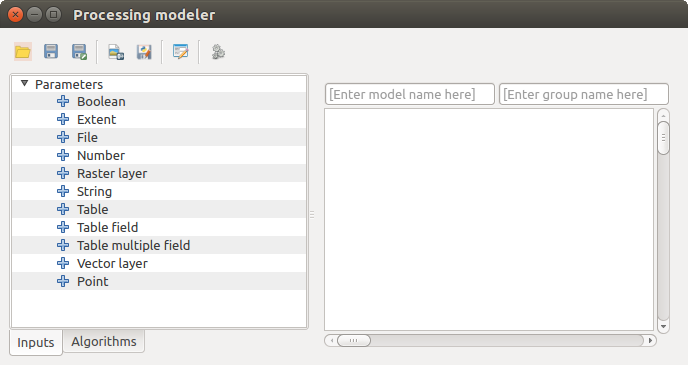 Processing modeler
Parameters
Boolean
Extent
File
Number
Raster layer
String
Table
Table field
Table multiple field
Vector layer
Point
Inputs
Algorithms
[Enter model name here]
[Enter group name here]